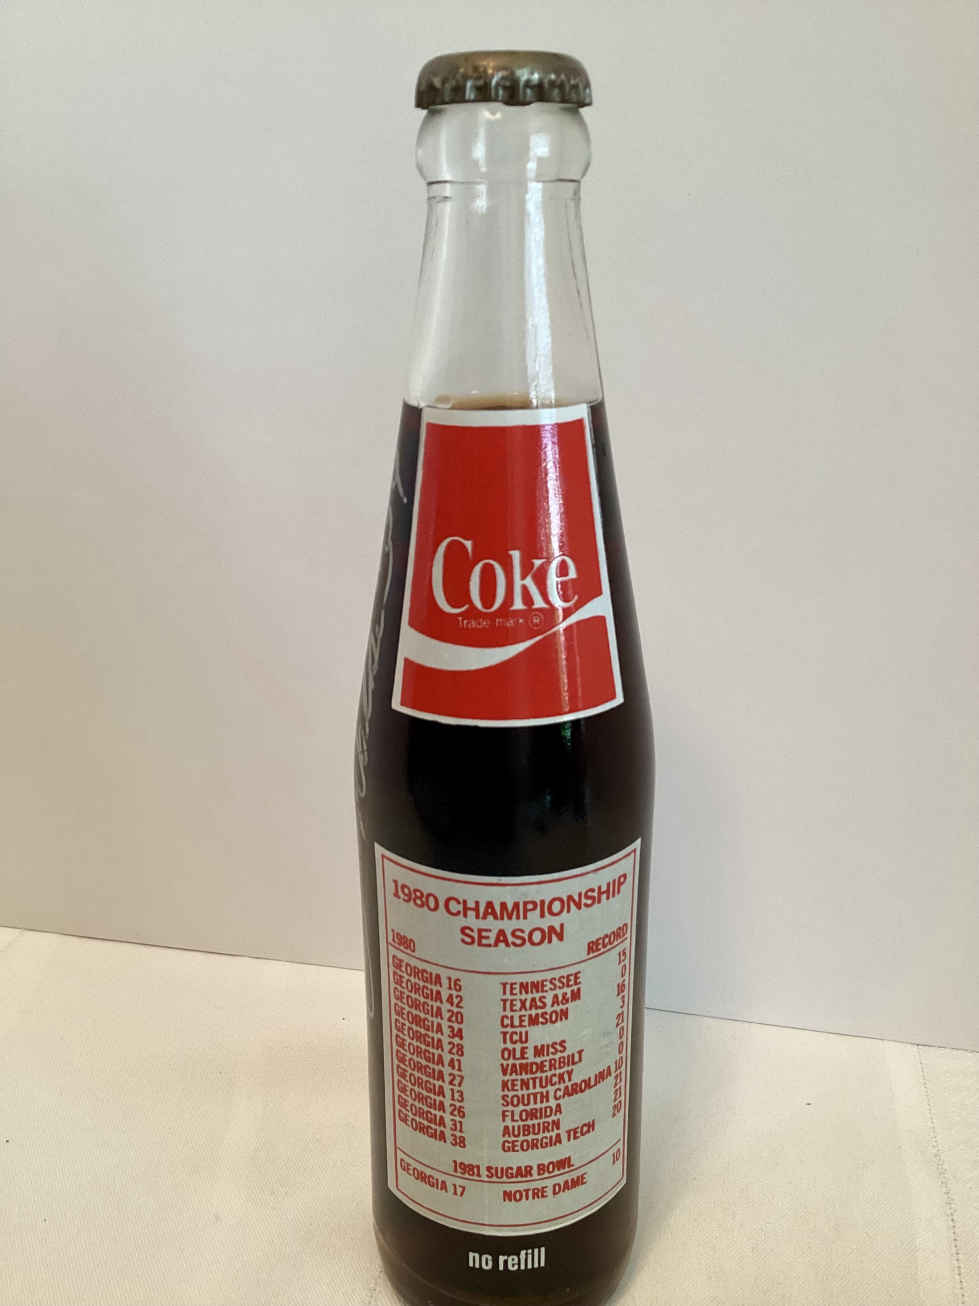 Coke
Trade-mark ®
1980 CHAMPIONSHIP
SEASON
1980 RECORD
GEORGIA 16 TENNESSEE 15
GEORGIA 42 TEXAS A&M 0
GEORGIA 20 CLEMSON 16
GEORGIA 34 TCU 3
GEORGIA 28 OLE MISS 21
GEORGIA 41 VANDERBILT 0
GEORGIA 27 KENTUCKY 0
GEORGIA 13 SOUTH CAROLINA 10
GEORGIA 26 FLORIDA 21
GEORGIA 31 AUBURN 21
GEORGIA 38 GEORGIA TECH 20
1981 SUGAR BOWL
GEORGIA 17 NOTRE DAME 10
no refill